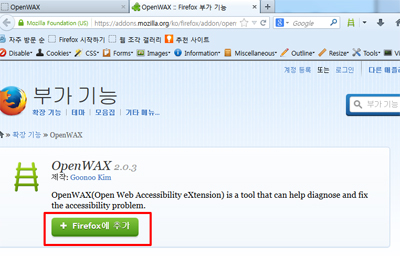 OpenWAX
OpenWAX :: Firefox 부가 기능
Mozilla Foundation
https://addons.mozilla.org/ko/firefox/addon/open
Google
자주 방문 순 Firefox 시작하기 웹 조각 갤러리 추천 사이트
Disable Cookies CSS Forms Images Information Miscellaneous Outline Resize
계정 등록 또는 로그인 다른 애플리
부가 기능
확장 기능 테마 모음집 기타 메뉴...
부가 기능
» 확장 기능 » OpenWAX
OpenWAX 2.0.3
제작: Goonoo Kim
OpenWAX(Open Web Accessibility eXtension) is a tool that can help diagnose and fix
the accessibility problem.
+ Firefox에 추가